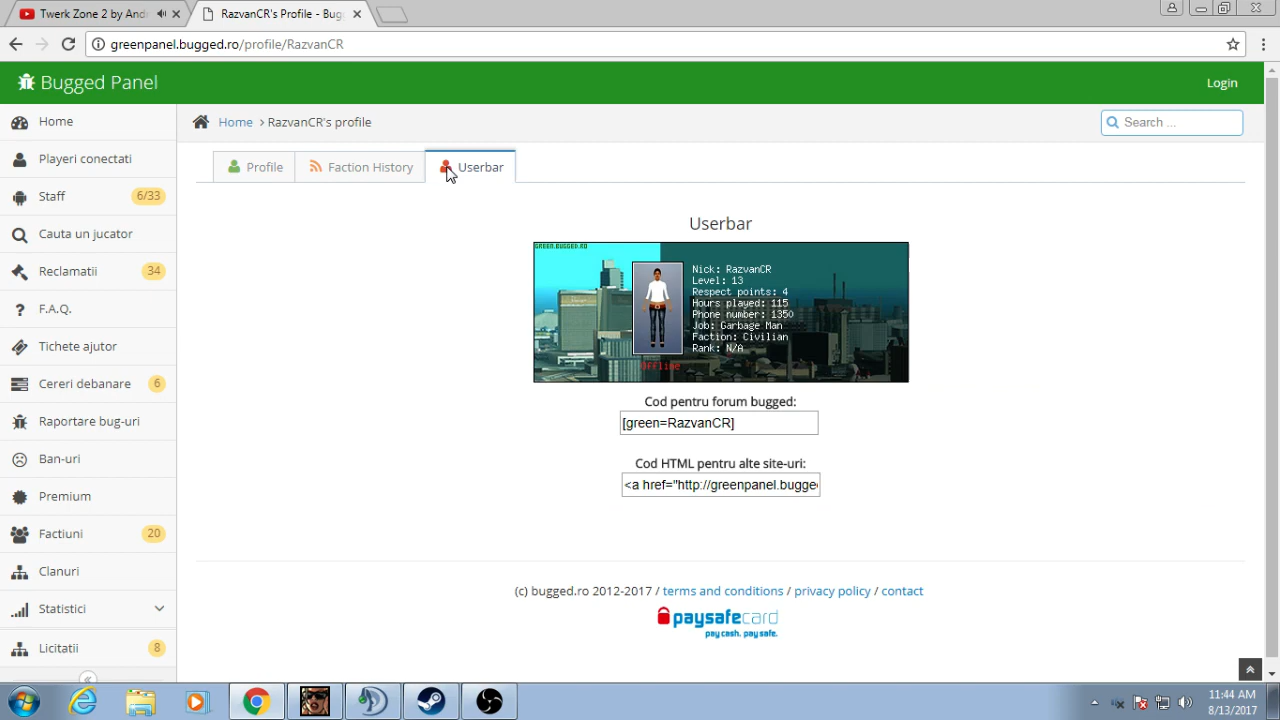 Twerk Zone 2 by Andr
RazvanCR's Profile - Bug
greenpanel.bugged.ro/profile/RazvanCR
Bugged Panel
Login
Home
Playeri conectati
Staff 6/33
Cauta un jucator
Reclamatii 34
F.A.Q.
Tichete ajutor
Cereri debanare 6
Raportare bug-uri
Ban-uri
Premium
Factiuni 20
Clanuri
Statistici
Licitatii 8
Home > RazvanCR's profile
Search ...
Profile
Faction History
Userbar
Userbar
GREEN.BUGGED.RO
Nick: RazvanCR
Level: 13
Respect points: 4
Hours played: 115
Phone number: 1350
Job: Garbage Man
Faction: Civilian
Rank: N/A
Offline
Cod pentru forum bugged:
[green=RazvanCR]
Cod HTML pentru alte site-uri:
<a href="http://greenpanel.bugge
(c) bugged.ro 2012-2017 / terms and conditions / privacy policy / contact
paysafecard
pay cash. pay safe.
11:44 AM
8/13/2017